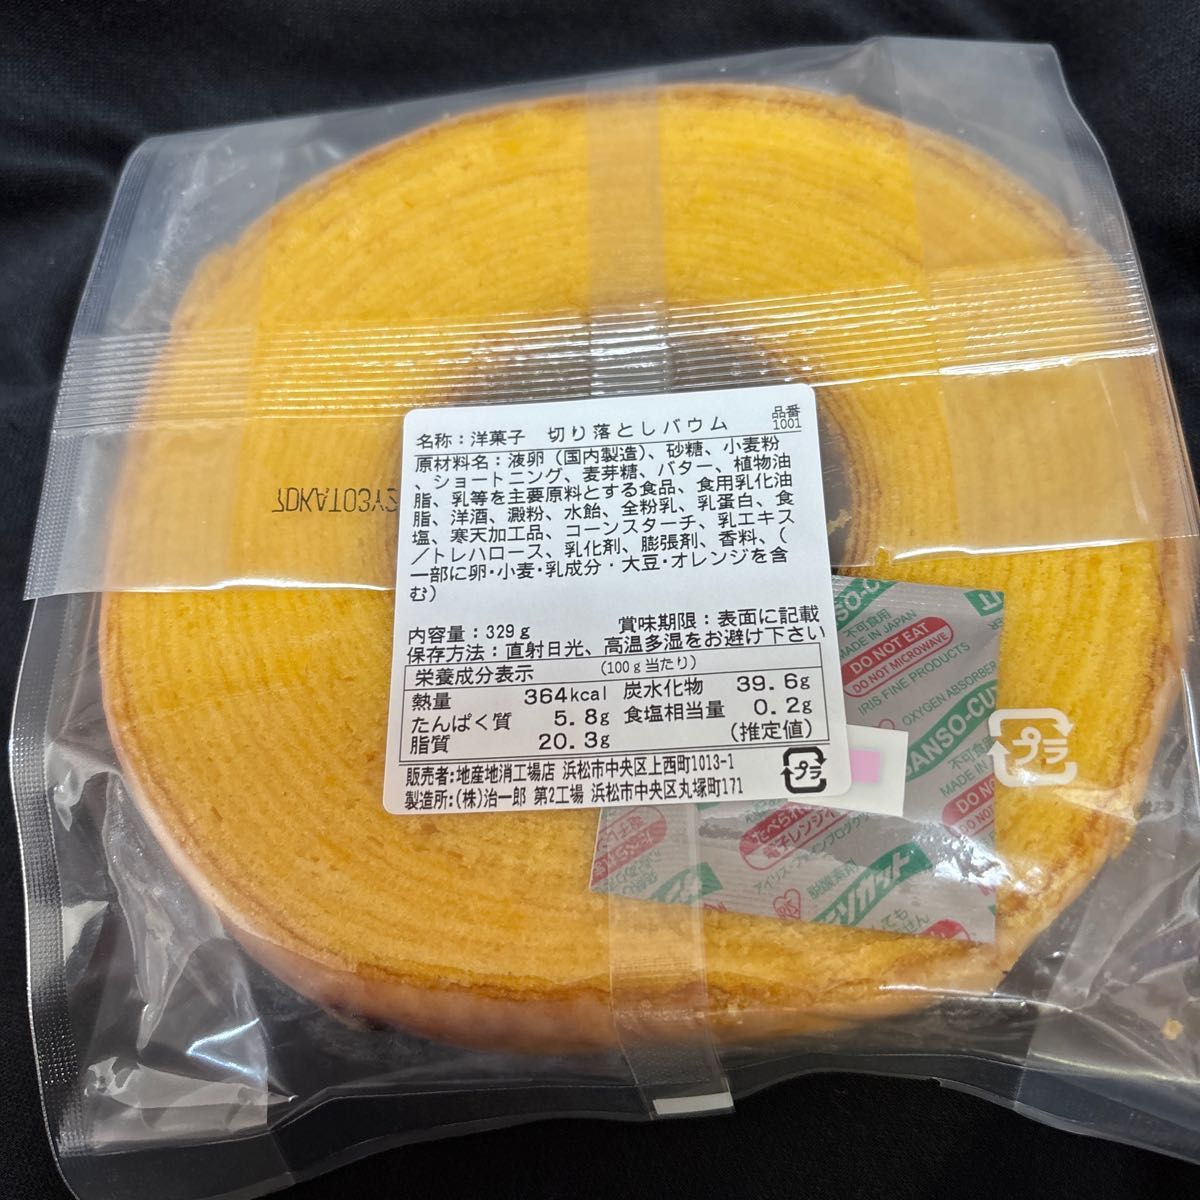 名称：洋菓子　切り落としバウム
品番
1001
原材料名：液卵（国内製造）、砂糖、小麦粉
、ショートニング、麦芽糖、バター、植物油
脂、乳等を主要原料とする食品、食用乳化油
脂、洋酒、澱粉、水飴、全粉乳、乳蛋白、食
塩、寒天加工品、コーンスターチ、乳エキス
／トレハロース、乳化剤、膨張剤、香料、（
一部に卵・小麦・乳成分・大豆・オレンジを含
む）
内容量：329g
賞味期限：表面に記載
保存方法：直射日光、高温多湿をお避け下さい
栄養成分表示　（100g当たり）
熱量　364kcal　炭水化物　39.6g
たんぱく質　5.8g　食塩相当量　0.2g
脂質　20.3g　（推定値）
販売者:地産地消工場店 浜松市中央区上西町1013-1
製造所:(株)治一郎 第2工場 浜松市中央区丸塚町171
プラ
プラ
不可食用
MADE IN JAPAN
DO NOT EAT
DO NOT MICROWAVE
IRIS FINE PRODUCTS
OXYGEN ABSORBER
SANSO-CUT
不可食用
脱酸素剤